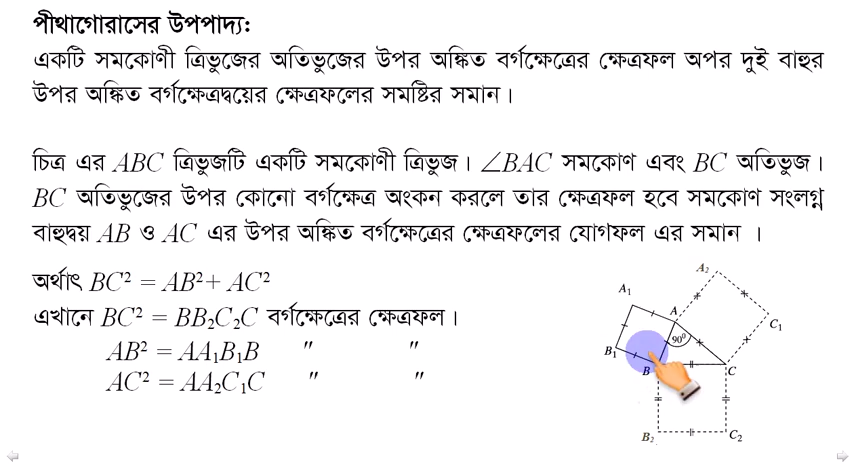 পীথাগোরাসের উপপাদ্য:
একটি সমকোণী ত্রিভুজের অতিভুজের উপর অঙ্কিত বর্গক্ষেত্রের ক্ষেত্রফল অপর দুই বাহুর
উপর অঙ্কিত বর্গক্ষেত্রদ্বয়ের ক্ষেত্রফলের সমষ্টির সমান।
চিত্র এর ABC ত্রিভুজটি একটি সমকোণী ত্রিভুজ। ∠BAC সমকোণ এবং BC অতিভুজ।
BC অতিভুজের উপর কোনো বর্গক্ষেত্র অংকন করলে তার ক্ষেত্রফল হবে সমকোণ সংলগ্ন
বাহুদ্বয় AB ও AC এর উপর অঙ্কিত বর্গক্ষেত্রের ক্ষেত্রফলের যোগফল এর সমান ।
অর্থাৎ BC² = AB²+ AC²
এখানে BC² = BB₂C₂C বর্গক্ষেত্রের ক্ষেত্রফল।
AB² = AA₁B₁B " "
AC² = AA₂C₁C " "
A₂
A₁
A
C₁
90⁰
B₁
B
C
B₂
C₂